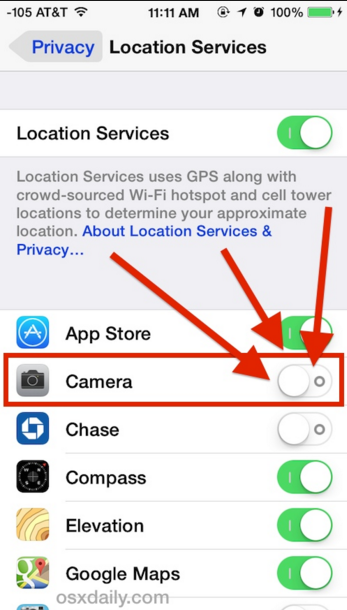 -105 AT&T 11:11 AM 100%
Privacy Location Services
Location Services
Location Services uses GPS along with
crowd-sourced Wi-Fi hotspot and cell tower
locations to determine your approximate
location. About Location Services &
Privacy...
App Store
Camera
Chase
Compass
Elevation
Google Maps
osxdaily.com